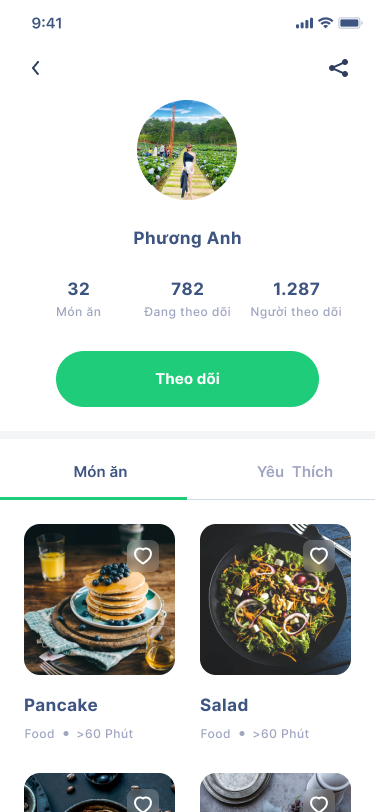 9:41
Phương Anh
32 782 1.287
Món ăn Đang theo dõi Người theo dõi
Theo dõi
Món ăn Yêu Thích
Pancake Salad
Food • >60 Phút Food • >60 Phút